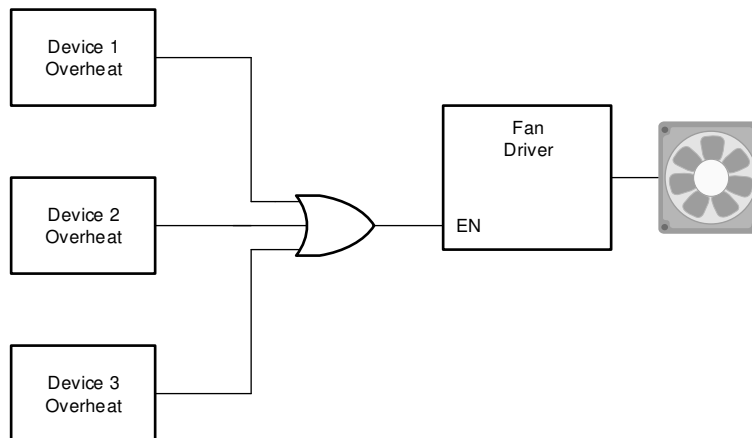 Device 1
Overheat
Fan
Driver
Device 2
Overheat
EN
Device 3
Overheat